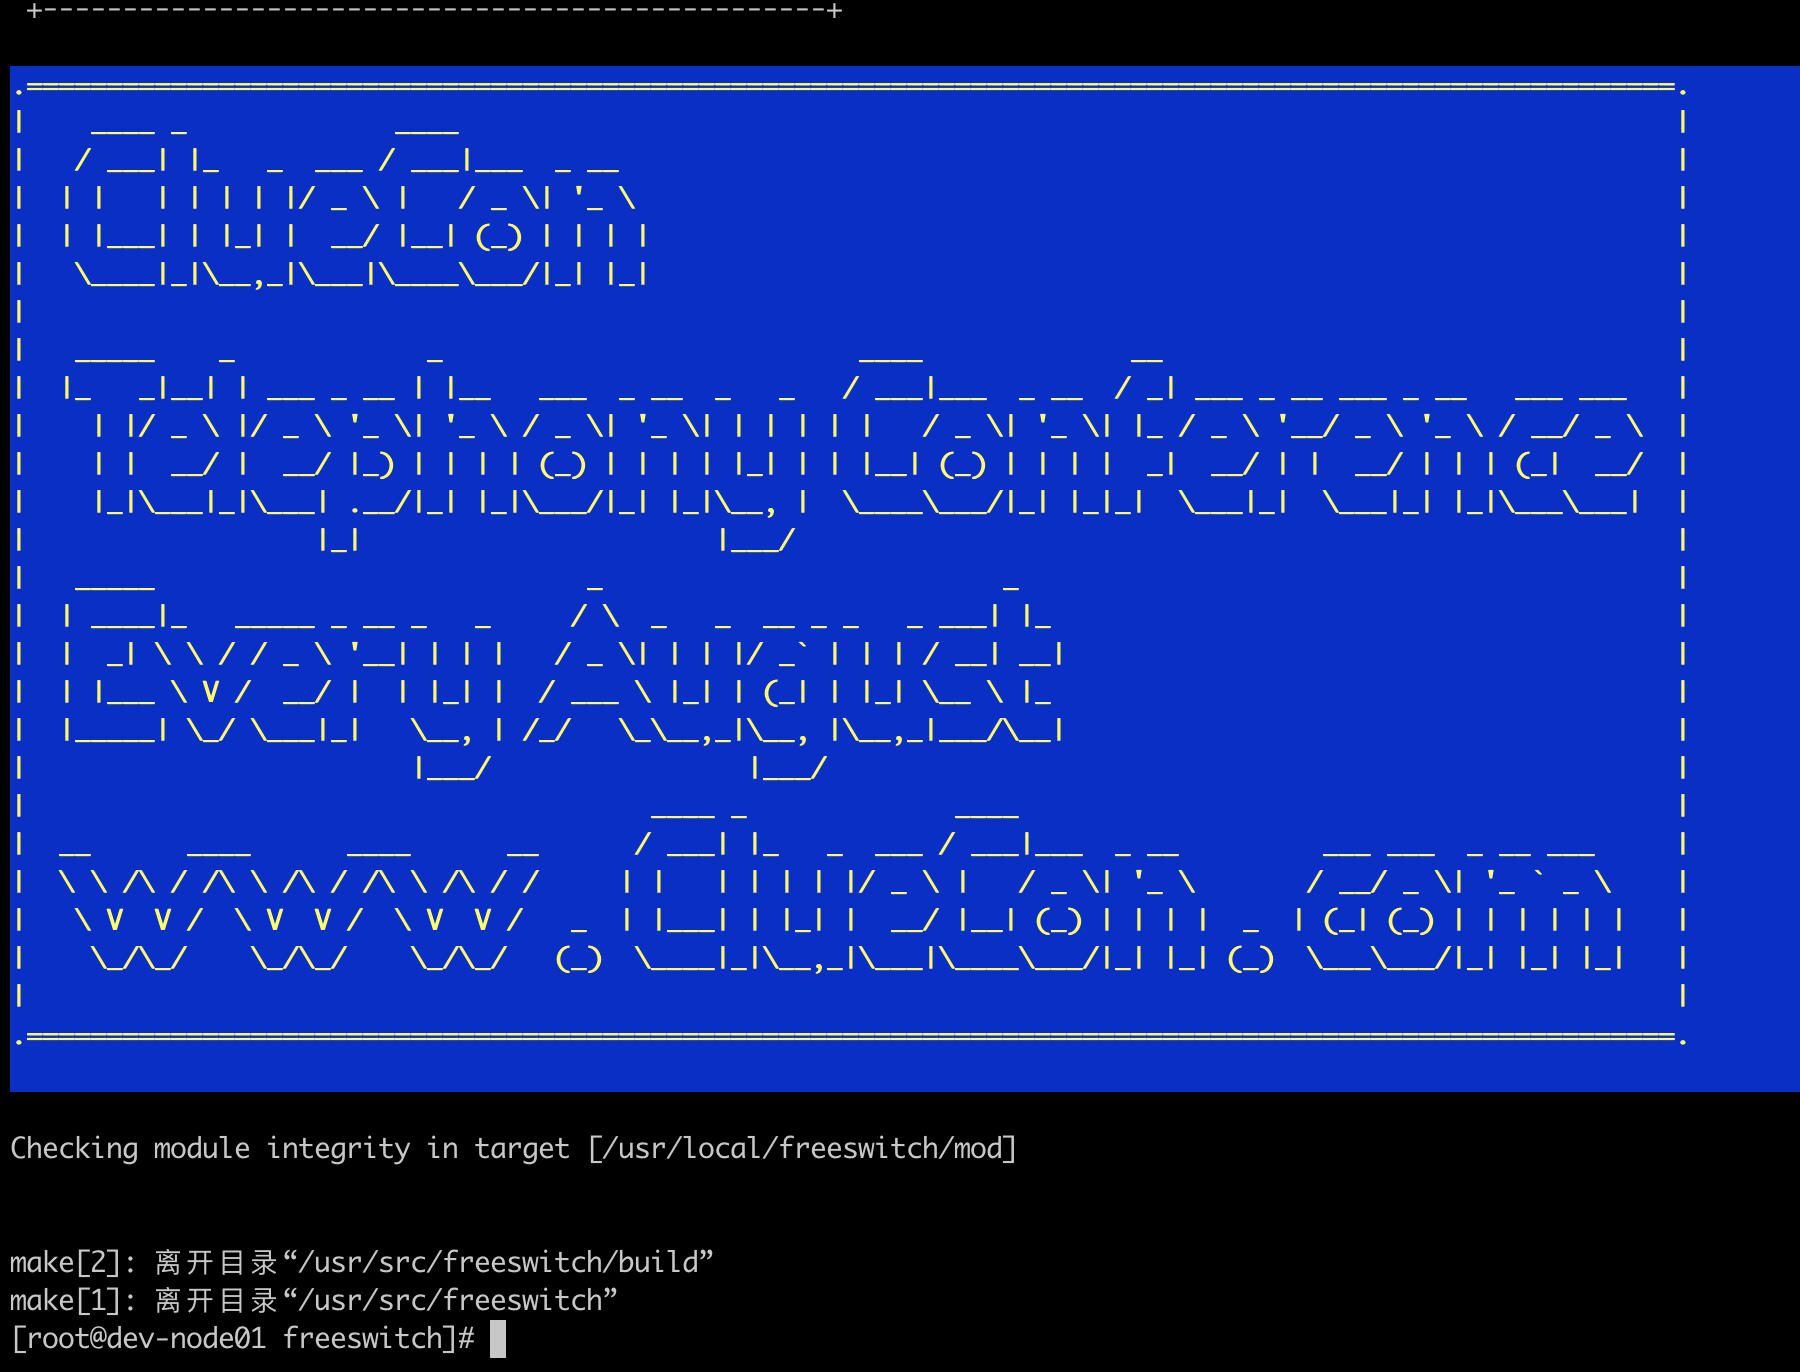 +-------------------------------------------------+
ClueCon
Telephony Conference
Every August
www.ClueCon.com
Checking module integrity in target [/usr/local/freeswitch/mod]
make[2]: 离开目录“/usr/src/freeswitch/build”
make[1]: 离开目录“/usr/src/freeswitch”
[root@dev-node01 freeswitch]#